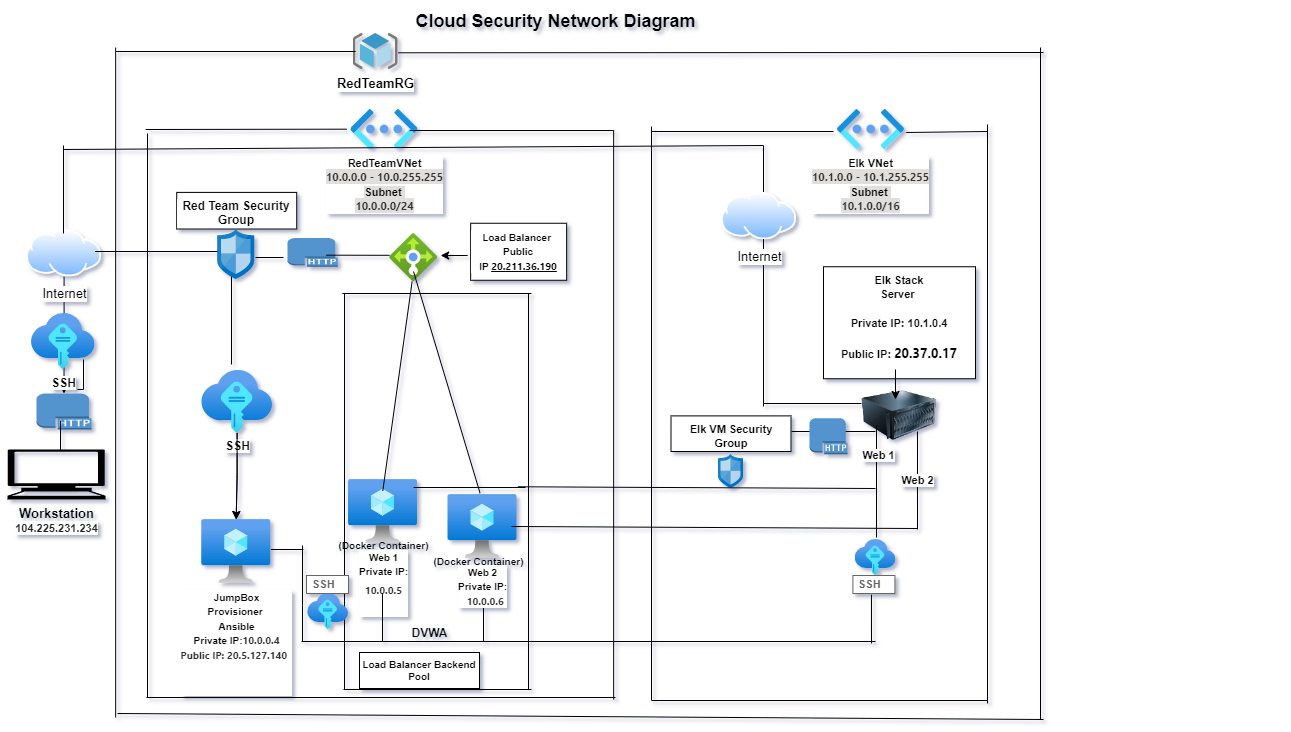 Cloud Security Network Diagram
RedTeamRG
RedTeamVNet
10.0.0.0 - 10.0.255.255
Subnet
10.0.0.0/24
Elk VNet
10.1.0.0 - 10.1.255.255
Subnet
10.1.0.0/16
Red Team Security
Group
HTTP
Load Balancer
Public
IP 20.211.36.190
Internet
Internet
Elk Stack
Server
Private IP: 10.1.0.4
Public IP: 20.37.0.17
SSH
HTTP
Workstation
104.225.231.234
SSH
Elk VM Security
Group
HTTP
Web 1
Web 2
(Docker Container)
Web 1
Private IP:
10.0.0.5
(Docker Container)
Web 2
Private IP:
10.0.0.6
SSH
SSH
JumpBox
Provisioner
Ansible
Private IP:10.0.0.4
Public IP: 20.5.127.140
DVWA
Load Balancer Backend
Pool